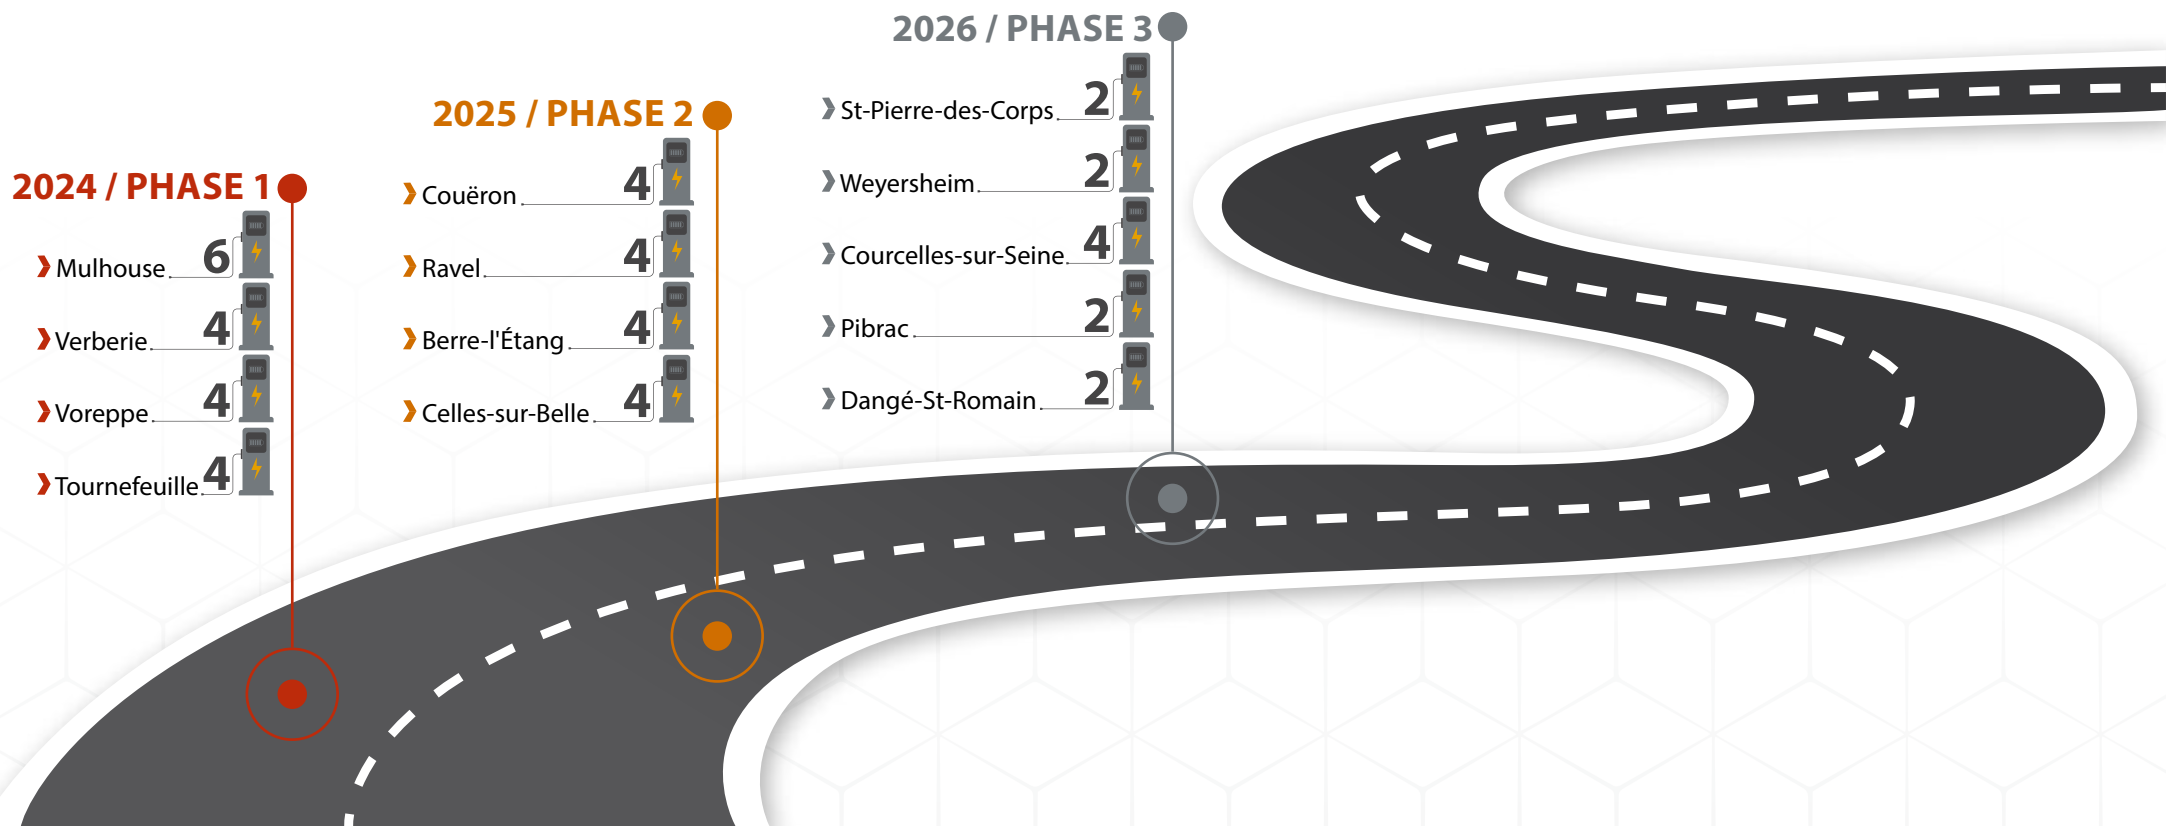 2024 / PHASE 1
Mulhouse 6
Verberie 4
Voreppe 4
Tournefeuille 4
2025 / PHASE 2
Couëron 4
Ravel 4
Berre-l'Étang 4
Celles-sur-Belle 4
2026 / PHASE 3
St-Pierre-des-Corps 2
Weyersheim 2
Courcelles-sur-Seine 4
Pibrac 2
Dangé-St-Romain 2